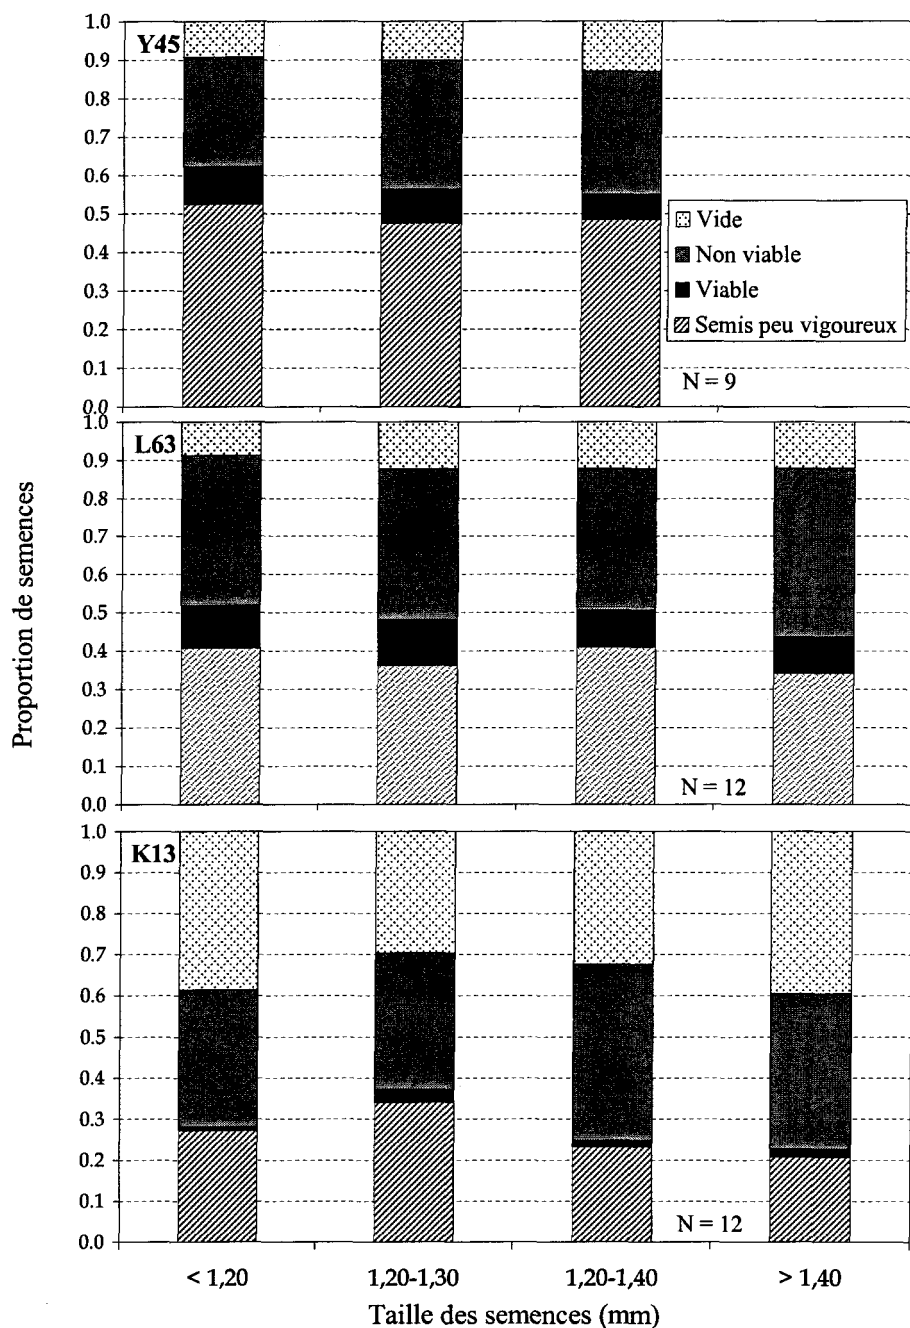 Proportion de semences
Y45
1.0
0.9
0.8
0.7
0.6
0.5
0.4
0.3
0.2
0.1
0.0
Vide
Non viable
Viable
Semis peu vigoureux
N = 9
L63
1.0
0.9
0.8
0.7
0.6
0.5
0.4
0.3
0.2
0.1
0.0
N = 12
K13
1.0
0.9
0.8
0.7
0.6
0.5
0.4
0.3
0.2
0.1
0.0
N = 12
< 1,20 1,20-1,30 1,20-1,40 > 1,40
Taille des semences (mm)